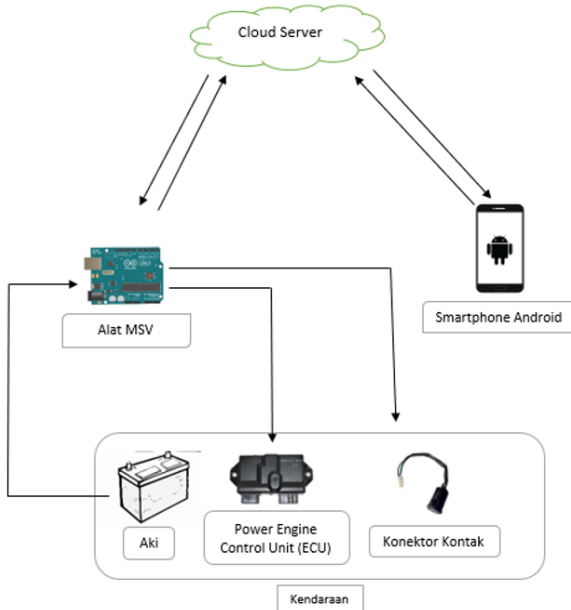 Cloud Server
Alat MSV
Smartphone Android
Aki
Power Engine
Control Unit (ECU)
Konektor Kontak
Kendaraan